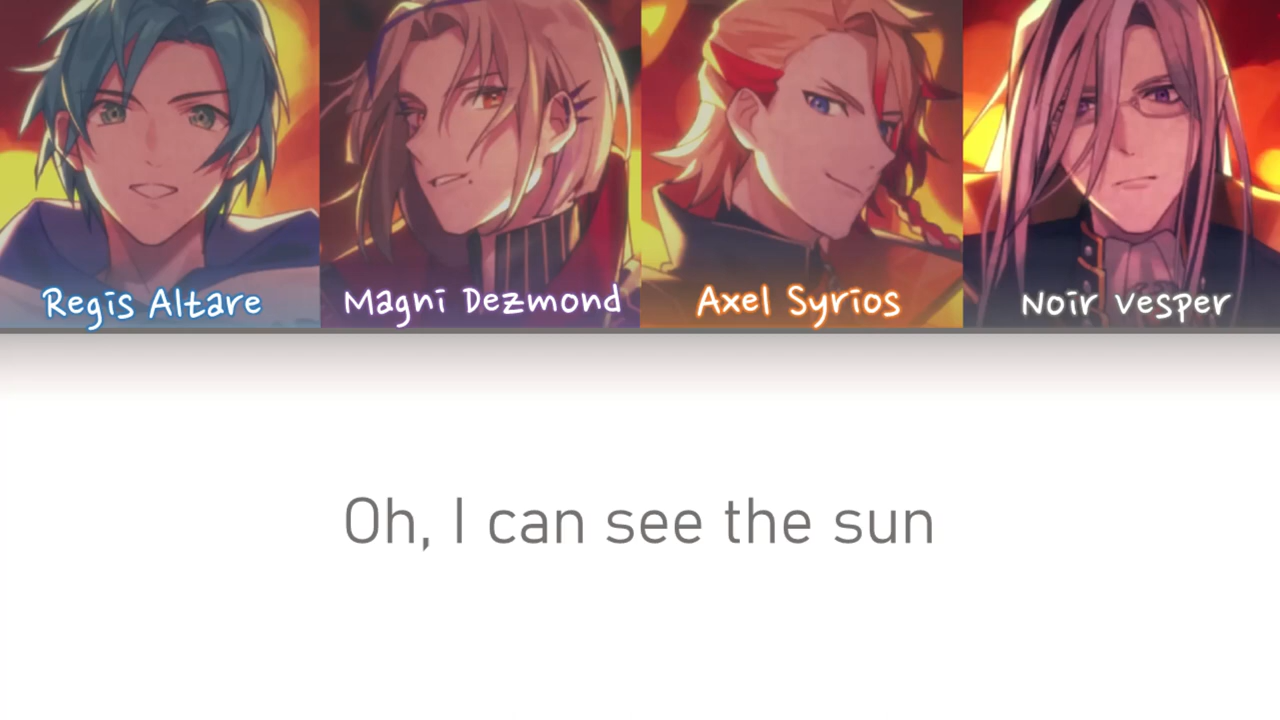 Regis Altare
Magni Dezmond
Axel Syrios
Noir Vesper
Oh, I can see the sun